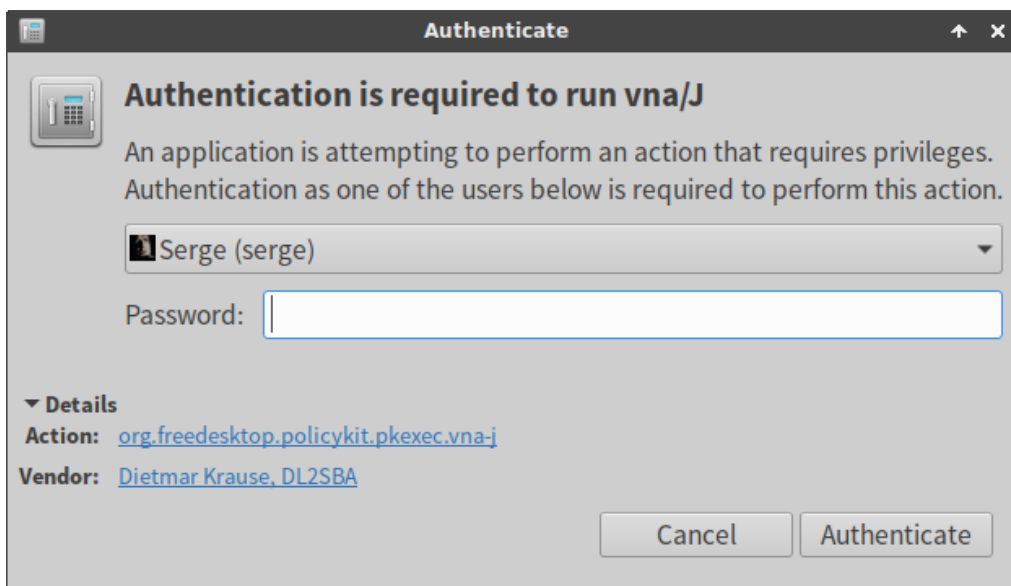 Authenticate
Authentication is required to run vna/J
An application is attempting to perform an action that requires privileges.
Authentication as one of the users below is required to perform this action.
Serge (serge)
Password:
Details
Action: org.freedesktop.policykit.pkexec.vna-j
Vendor: Dietmar Krause, DL2SBA
Cancel Authenticate